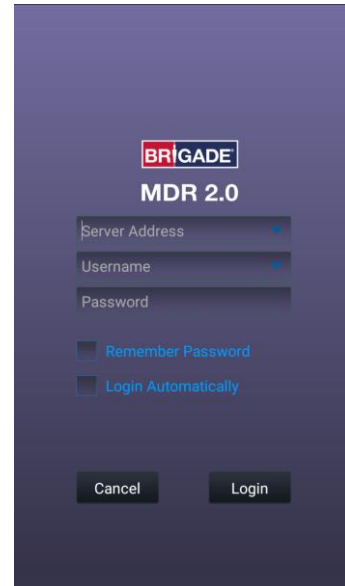 BRIGADE
MDR 2.0
Server Address
Username
Password
Remember Password
Login Automatically
Cancel Login